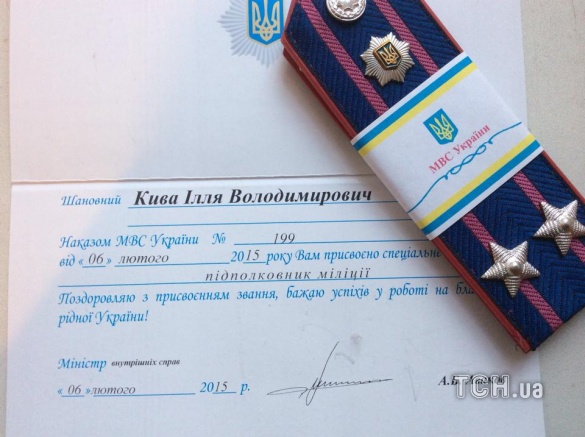 МВС України
Шановний Кива Ілля Володимирович
Наказом МВС України № 199
від «06» лютого 2015 року Вам присвоєно спеціальне
підполковник міліції
Поздоровляю з присвоєнням звання, бажаю успіхів у роботі на
рідної України!
Міністр внутрішніх справ
«06» лютого 2015 р.
ТСН.ua